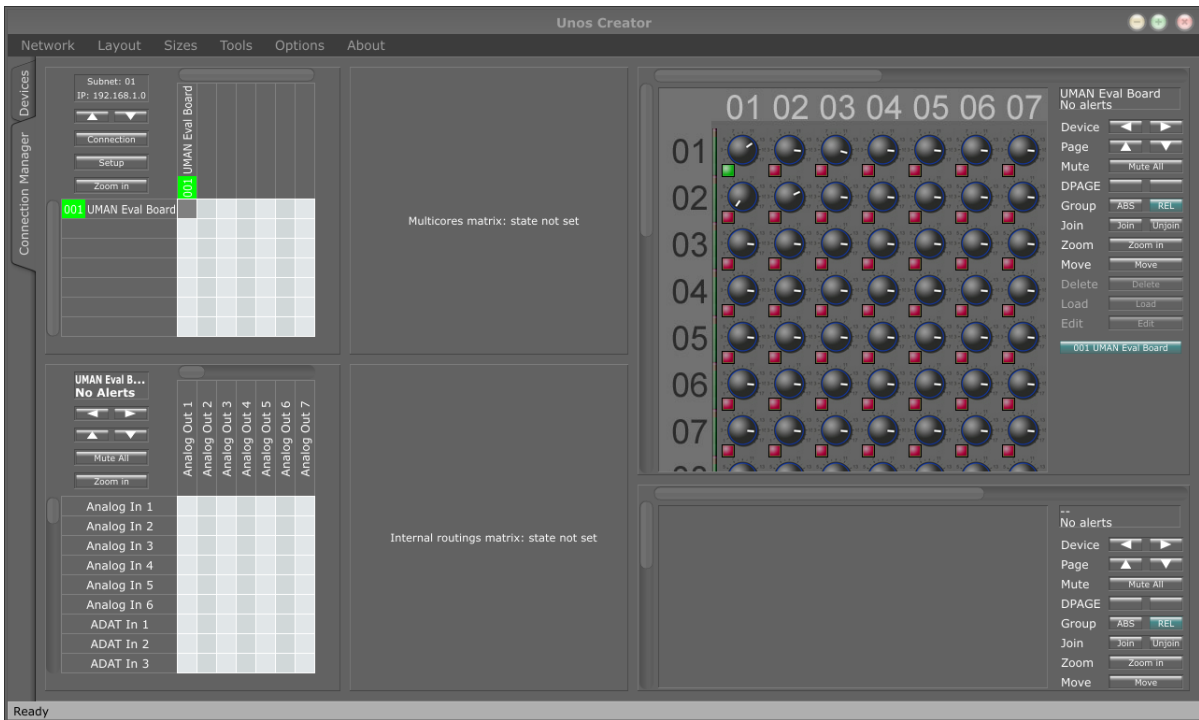 Unos Creator
Network Layout Sizes Tools Options About
Devices
Connection Manager
Subnet: 01
IP: 192.168.1.0
Connection
Setup
Zoom in
001 UMAN Eval Board
001 UMAN Eval Board
Multicores matrix: state not set
UMAN Eval B...
No Alerts
Mute All
Zoom in
Analog Out 1
Analog Out 2
Analog Out 3
Analog Out 4
Analog Out 5
Analog Out 6
Analog Out 7
Analog In 1
Analog In 2
Analog In 3
Analog In 4
Analog In 5
Analog In 6
ADAT In 1
ADAT In 2
ADAT In 3
Internal routings matrix: state not set
01 02 03 04 05 06 07
01
02
03
04
05
06
07
UMAN Eval Board
No alerts
Device
Page
Mute Mute All
DPAGE
Group ABS REL
Join Join Unjoin
Zoom Zoom in
Move Move
Delete Delete
Load Load
Edit Edit
001 UMAN Eval Board
--
No alerts
Device
Page
Mute Mute All
DPAGE
Group ABS REL
Join Join Unjoin
Zoom Zoom in
Move Move
Ready